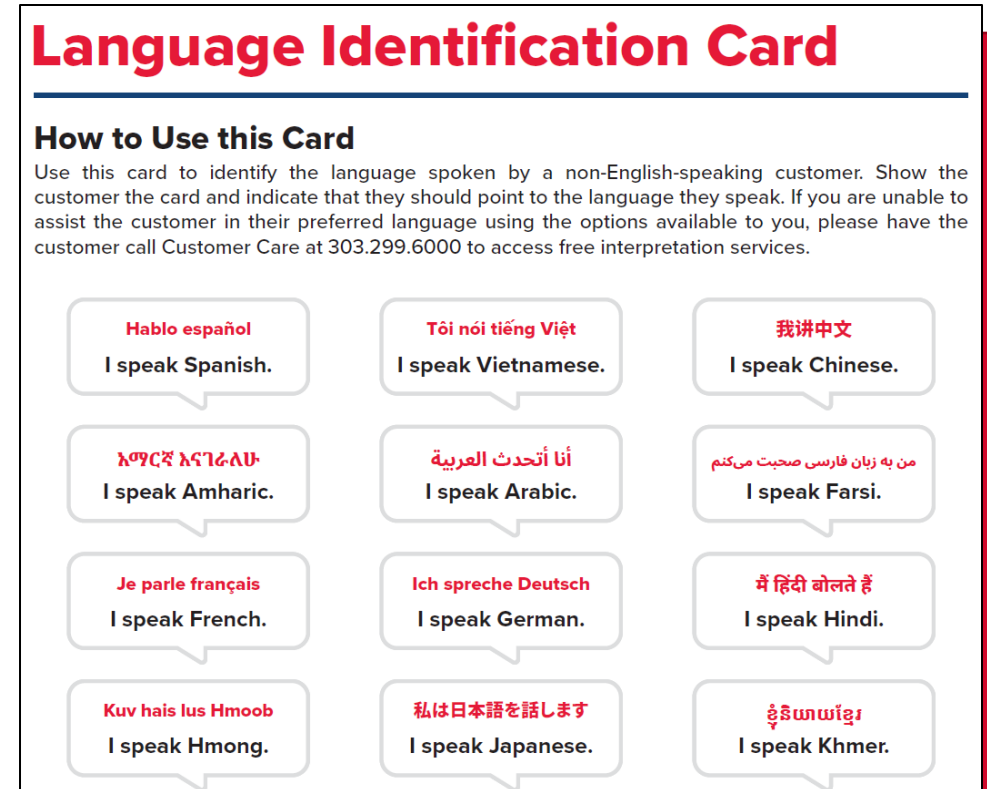 Language Identification Card
How to Use this Card
Use this card to identify the language spoken by a non-English-speaking customer. Show the
customer the card and indicate that they should point to the language they speak. If you are unable to
assist the customer in their preferred language using the options available to you, please have the
customer call Customer Care at 303.299.6000 to access free interpretation services.
Hablo español
I speak Spanish.
Tôi nói tiếng Việt
I speak Vietnamese.
我讲中文
I speak Chinese.
አማርኛ እናገራለሁ
I speak Amharic.
أنا أتحدث العربية
I speak Arabic.
من به زبان فارسی صحبت می‌کنم
I speak Farsi.
Je parle français
I speak French.
Ich spreche Deutsch
I speak German.
मैं हिंदी बोलते हैं
I speak Hindi.
Kuv hais lus Hmoob
I speak Hmong.
私は日本語を話します
I speak Japanese.
ខ្ញុំនិយាយខ្មែរ
I speak Khmer.